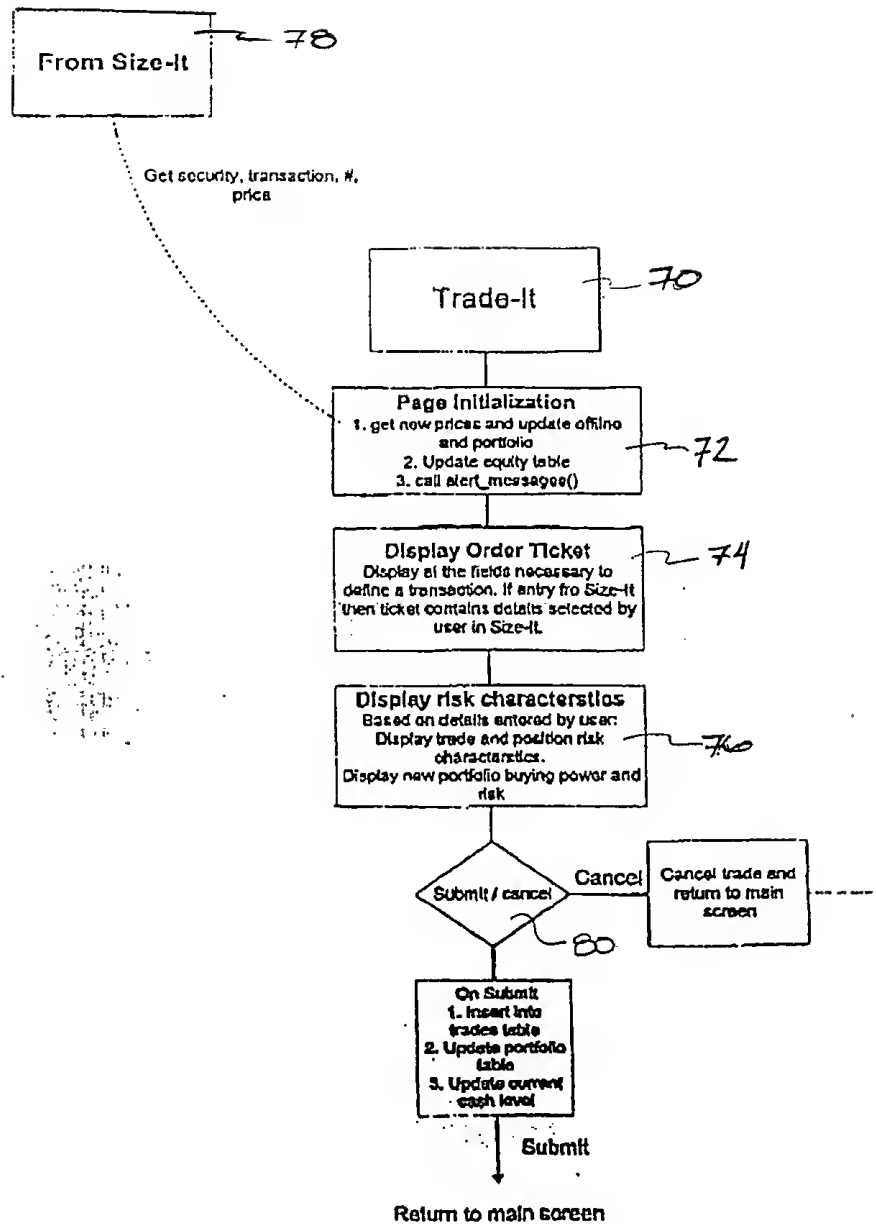 From Size-It
78
Get security, transaction, #,
price
Trade-It
70
Page Initialization
1. get new prices and update offline
and portfolio
2. Update equity table
3. call alert_messages()
72
Display Order Ticket
Display al the fields necessary to
define a transaction. If entry fro Size-It
then ticket contains details selected by
user in Size-It.
74
Display risk characterstics
Based on details entered by user:
Display trade and position risk
characterstics.
Display new portfolio buying power and
risk
76
Submit / cancel
80
Cancel
Cancel trade and
return to main
screen
On Submit
1. Insert into
trades table
2. Update portfolio
table
3. Update current
cash level
Submit
Return to main screen